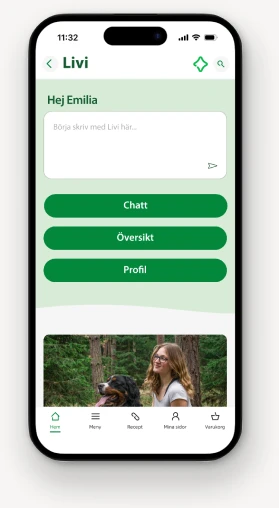 11:32
Livi
Hej Emilia
Börja skriv med Livi här...
Chatt
Översikt
Profil
Hem
Meny
Recept
Mina sidor
Varukorg